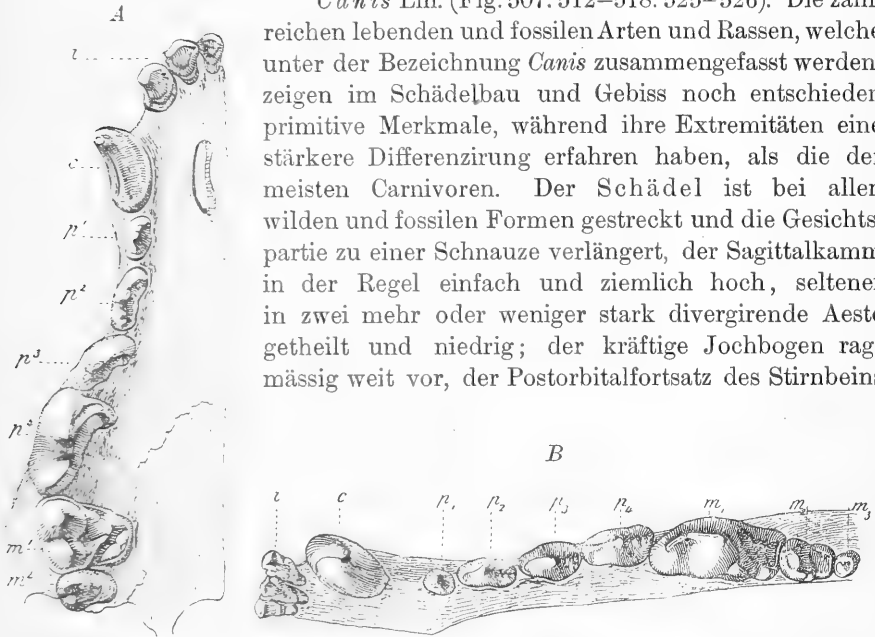 A
Canis Lin. (Fig. 507. 512–518. 525–526). Die zahl
reichen lebenden und fossilen Arten und Rassen, welche
unter der Bezeichnung Canis zusammengefasst werden
zeigen im Schädelbau und Gebiss noch entschieden
primitive Merkmale, während ihre Extremitäten eine
stärkere Differenzirung erfahren haben, als die der
meisten Carnivoren. Der Schädel ist bei allen
wilden und fossilen Formen gestreckt und die Gesichts
partie zu einer Schnauze verlängert, der Sagittalkamm
in der Regel einfach und ziemlich hoch, seltener
in zwei mehr oder weniger stark divergirende Aeste
getheilt und niedrig; der kräftige Jochbogen rag
mässig weit vor, der Postorbitalfortsatz des Stirnbeins
i
c
p¹
p²
p³
m¹
m²
B
i c p₁ p₂ p₃ p₄ m₁ m₂ m₃